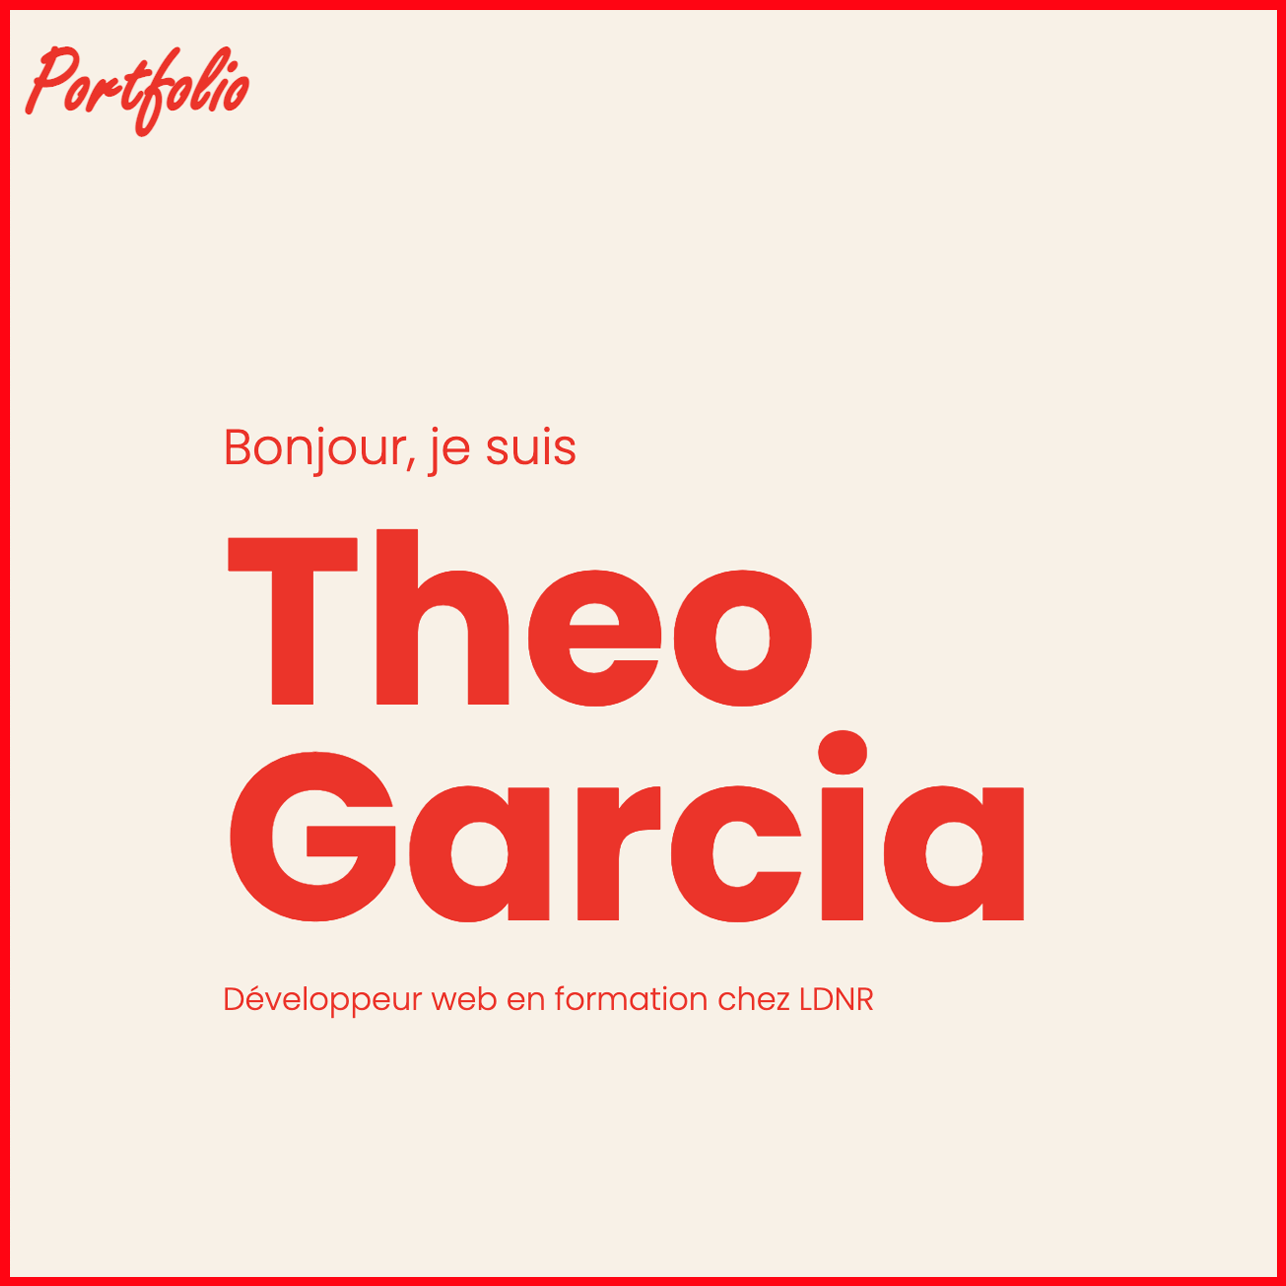 Portfolio
Bonjour, je suis
Theo
Garcia
Développeur web en formation chez LDNR